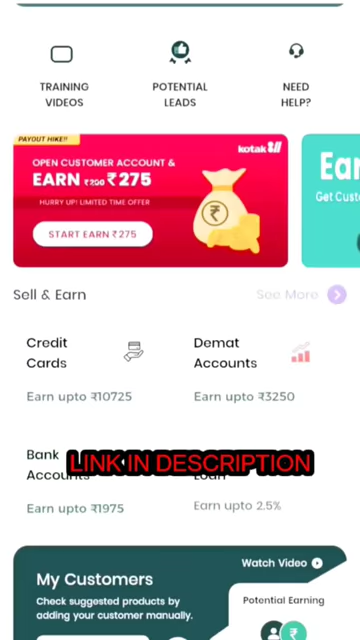 TRAINING
VIDEOS
POTENTIAL
LEADS
NEED
HELP?
PAYOUT HIKE!!
kotak 811
OPEN CUSTOMER ACCOUNT &
EARN ₹200 ₹275
HURRY UP! LIMITED TIME OFFER
START EARN ₹275
Ear
Get Cust
Sell & Earn
See More
Credit
Cards
Earn upto ₹10725
Demat
Accounts
Earn upto ₹3250
Bank
Accounts
Earn upto ₹1975
Loan
Earn upto 2.5%
LINK IN DESCRIPTION
My Customers
Check suggested products by
adding your customer manually.
Watch Video
Potential Earning